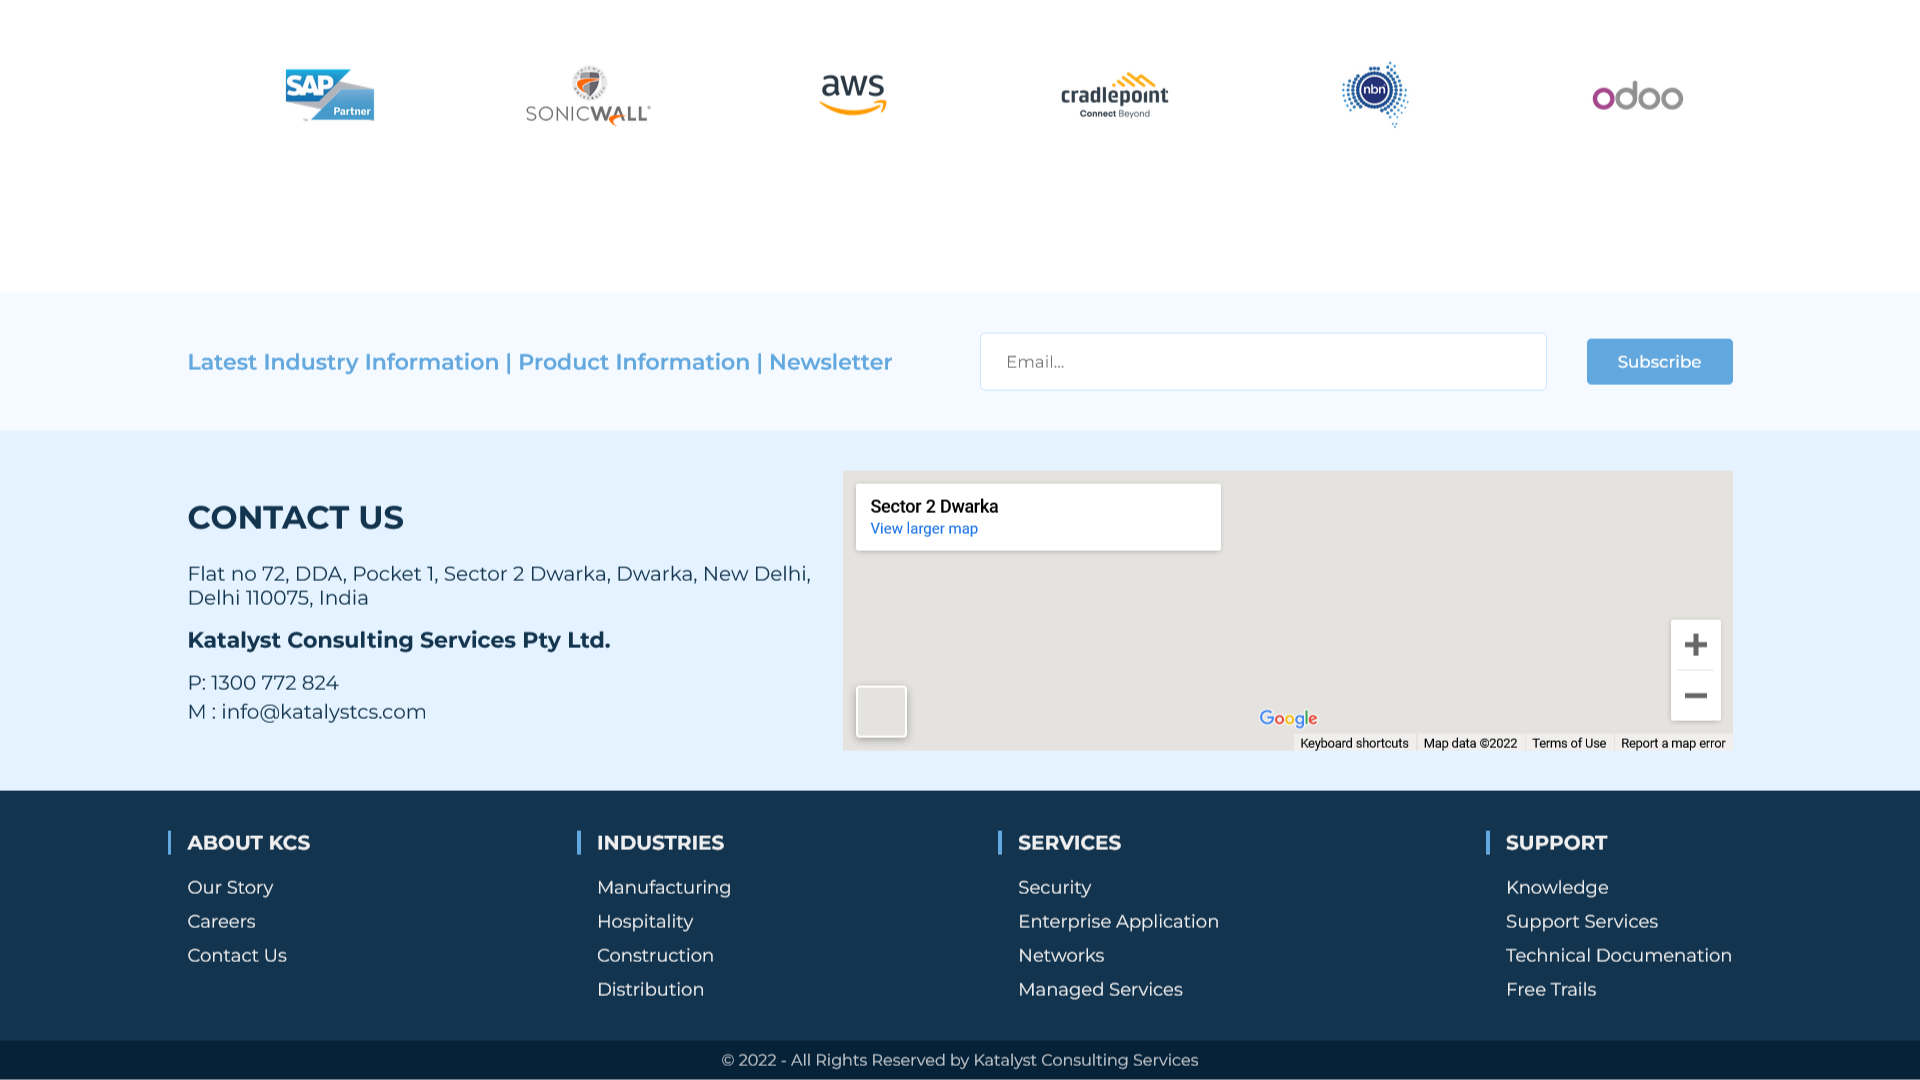 SAP
Partner
SONICWALL
aws
cradlepoint
Connect Beyond
nbn
odoo
Latest Industry Information | Product Information | Newsletter
Email...
Subscribe
CONTACT US
Flat no 72, DDA, Pocket 1, Sector 2 Dwarka, Dwarka, New Delhi,
Delhi 110075, India
Katalyst Consulting Services Pty Ltd.
P: 1300 772 824
M : info@katalystcs.com
Sector 2 Dwarka
View larger map
Google
Keyboard shortcuts
Map data ©2022
Terms of Use
Report a map error
ABOUT KCS
Our Story
Careers
Contact Us
INDUSTRIES
Manufacturing
Hospitality
Construction
Distribution
SERVICES
Security
Enterprise Application
Networks
Managed Services
SUPPORT
Knowledge
Support Services
Technical Documenation
Free Trails
© 2022 - All Rights Reserved by Katalyst Consulting Services